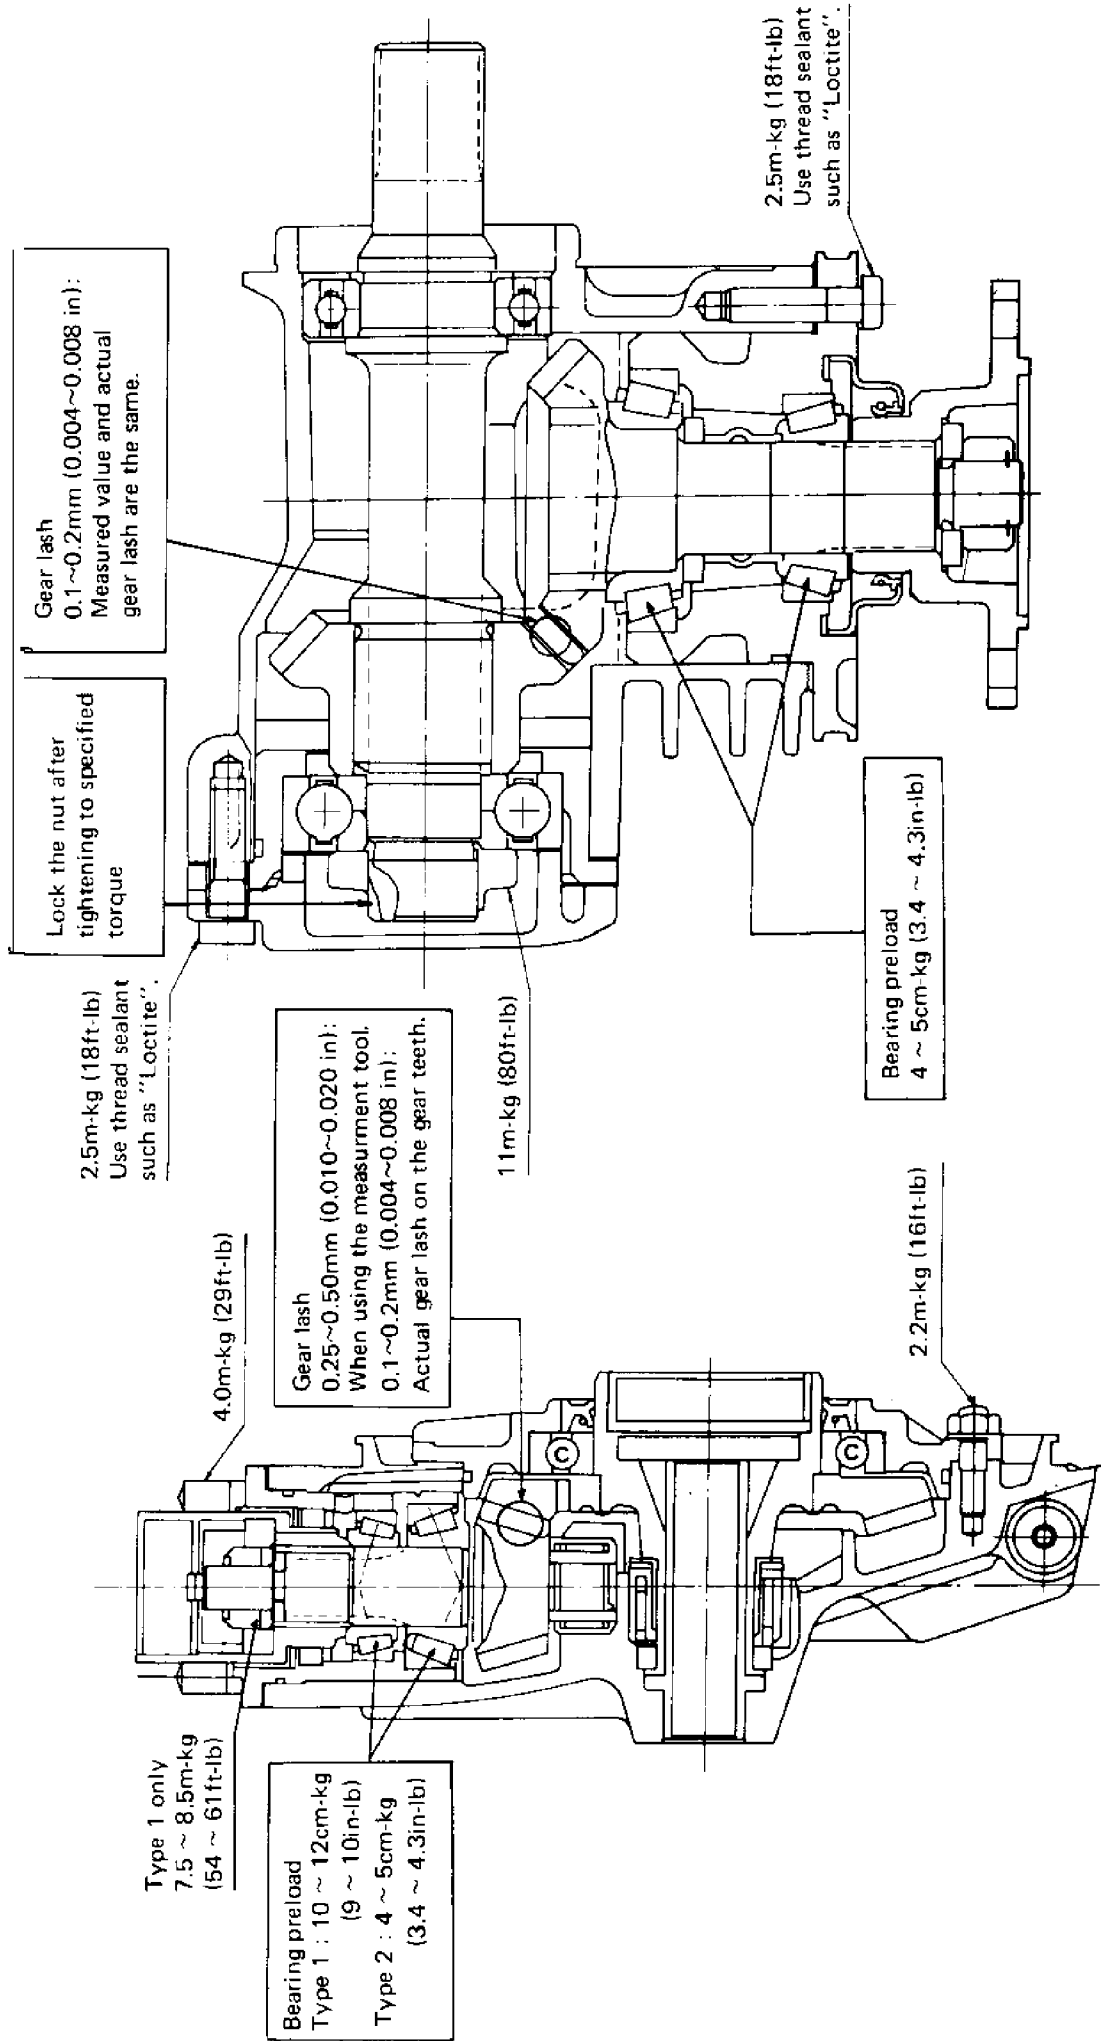 Type 1 only
7.5 ~ 8.5m-kg
(54 ~ 61ft-lb)
Bearing preload
Type 1 : 10 ~ 12cm-kg
(9 ~ 10in-lb)
Type 2 : 4 ~ 5cm-kg
(3.4 ~ 4.3in-lb)
4.0m-kg (29ft-lb)
Gear lash
0.25~0.50mm (0.010~0.020 in):
When using the measurment tool.
0.1~0.2mm (0.004~0.008 in):
Actual gear lash on the gear teeth.
2.2m-kg (16ft-lb)
C
C
2.5m-kg (18ft-lb)
Use thread sealant
such as "Loctite".
Lock the nut after
tightening to specified
torque
Gear lash
0.1~0.2mm (0.004~0.008 in):
Measured value and actual
gear lash are the same.
11m-kg (80ft-lb)
Bearing preload
4 ~ 5cm-kg (3.4 ~ 4.3in-lb)
2.5m-kg (18ft-lb)
Use thread sealant
such as "Loctite".